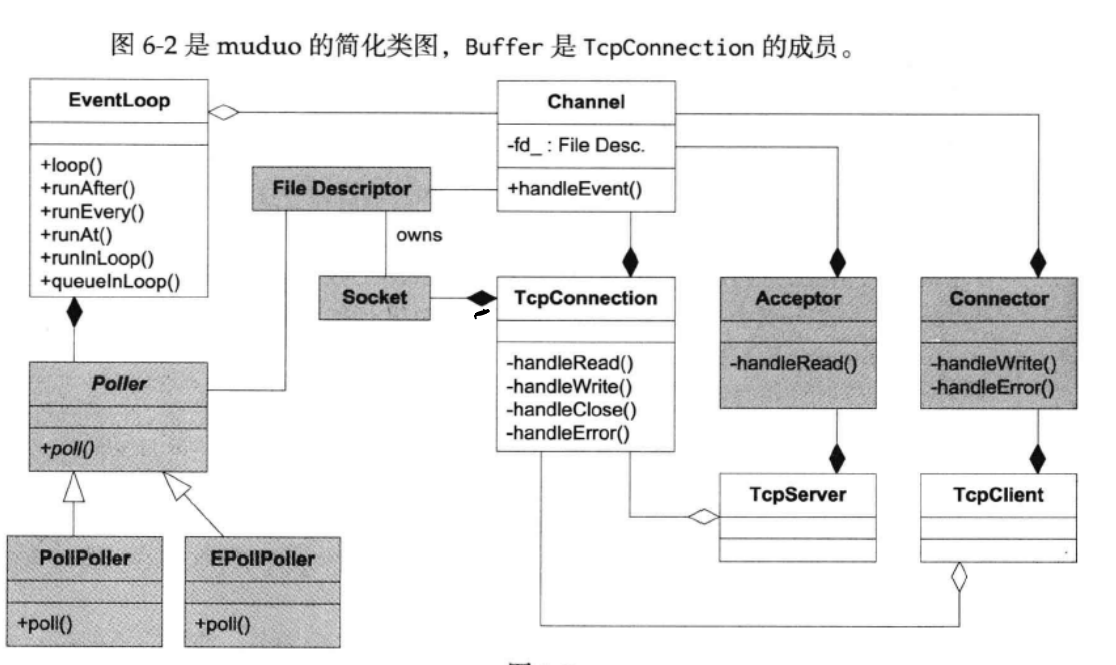 图 6-2 是 muduo 的简化类图，Buffer 是 TcpConnection 的成员。
EventLoop
+loop()
+runAfter()
+runEvery()
+runAt()
+runInLoop()
+queueInLoop()
Channel
-fd_ : File Desc.
+handleEvent()
File Descriptor
owns
Socket
TcpConnection
-handleRead()
-handleWrite()
-handleClose()
-handleError()
Acceptor
-handleRead()
Connector
-handleWrite()
-handleError()
Poller
+poll()
TcpServer
TcpClient
PollPoller
+poll()
EPollPoller
+poll()